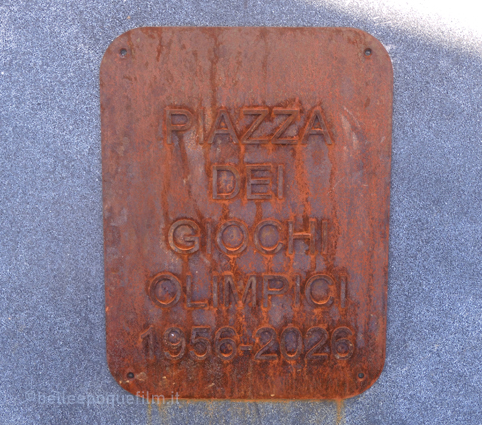 PIAZZA
DEI
GIOCHI
OLIMPICI
1956-2026
©belleepoquefilm.it